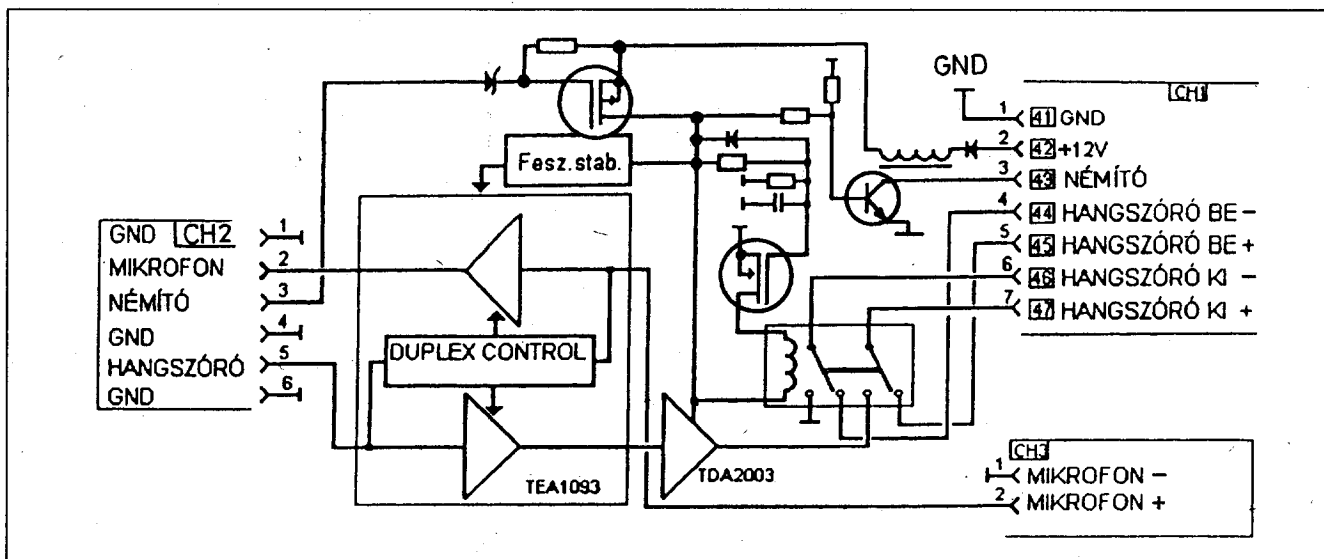 GND
CH1
1 41 GND
2 42 +12V
3 43 NÉMÍTÓ
4 44 HANGSZÓRÓ BE -
5 45 HANGSZÓRÓ BE +
6 46 HANGSZÓRÓ KI -
7 47 HANGSZÓRÓ KI +
Fesz.stab.
GND CH2 1
MIKROFON 2
NÉMÍTÓ 3
GND 4
HANGSZÓRÓ 5
GND 6
DUPLEX CONTROL
TEA1093
TDA2003
CH3
1 MIKROFON -
2 MIKROFON +